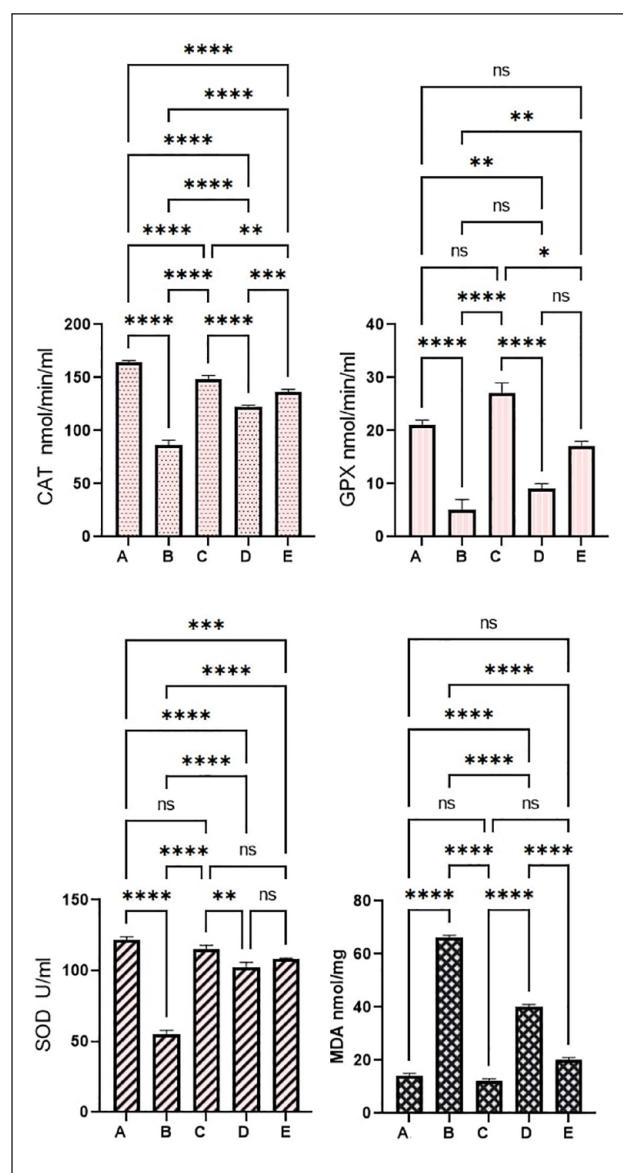 ****
****
****
****
**** **
**** ***
**** ****
CAT nmol/min/ml
200
150
100
50
0
A B C D E
ns
**
**
ns
ns *
**** ns
**** ****
GPX nmol/min/ml
40
30
20
10
0
A B C D E
***
****
****
****
ns
**** ns
**** ** ns
SOD U/ml
150
100
50
0
A B C D E
ns
****
****
****
ns ns
**** ****
**** ****
MDA nmol/mg
80
60
40
20
0
A B C D E